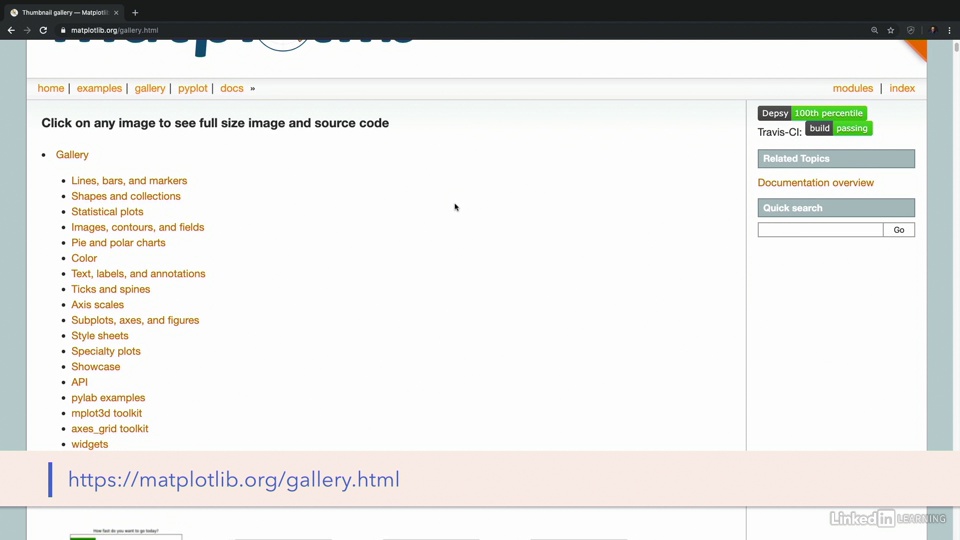 Thumbnail gallery — Matplotli
matplotlib.org/gallery.html
home | examples | gallery | pyplot | docs »
modules | index
Click on any image to see full size image and source code
Depsy 100th percentile
Travis-CI: build passing
Gallery
Related Topics
Lines, bars, and markers
Documentation overview
Shapes and collections
Statistical plots
Quick search
Images, contours, and fields
Go
Pie and polar charts
Color
Text, labels, and annotations
Ticks and spines
Axis scales
Subplots, axes, and figures
Style sheets
Specialty plots
Showcase
API
pylab examples
mplot3d toolkit
axes_grid toolkit
widgets
https://matplotlib.org/gallery.html
LinkedIn LEARNING
How fast do you want to go today?